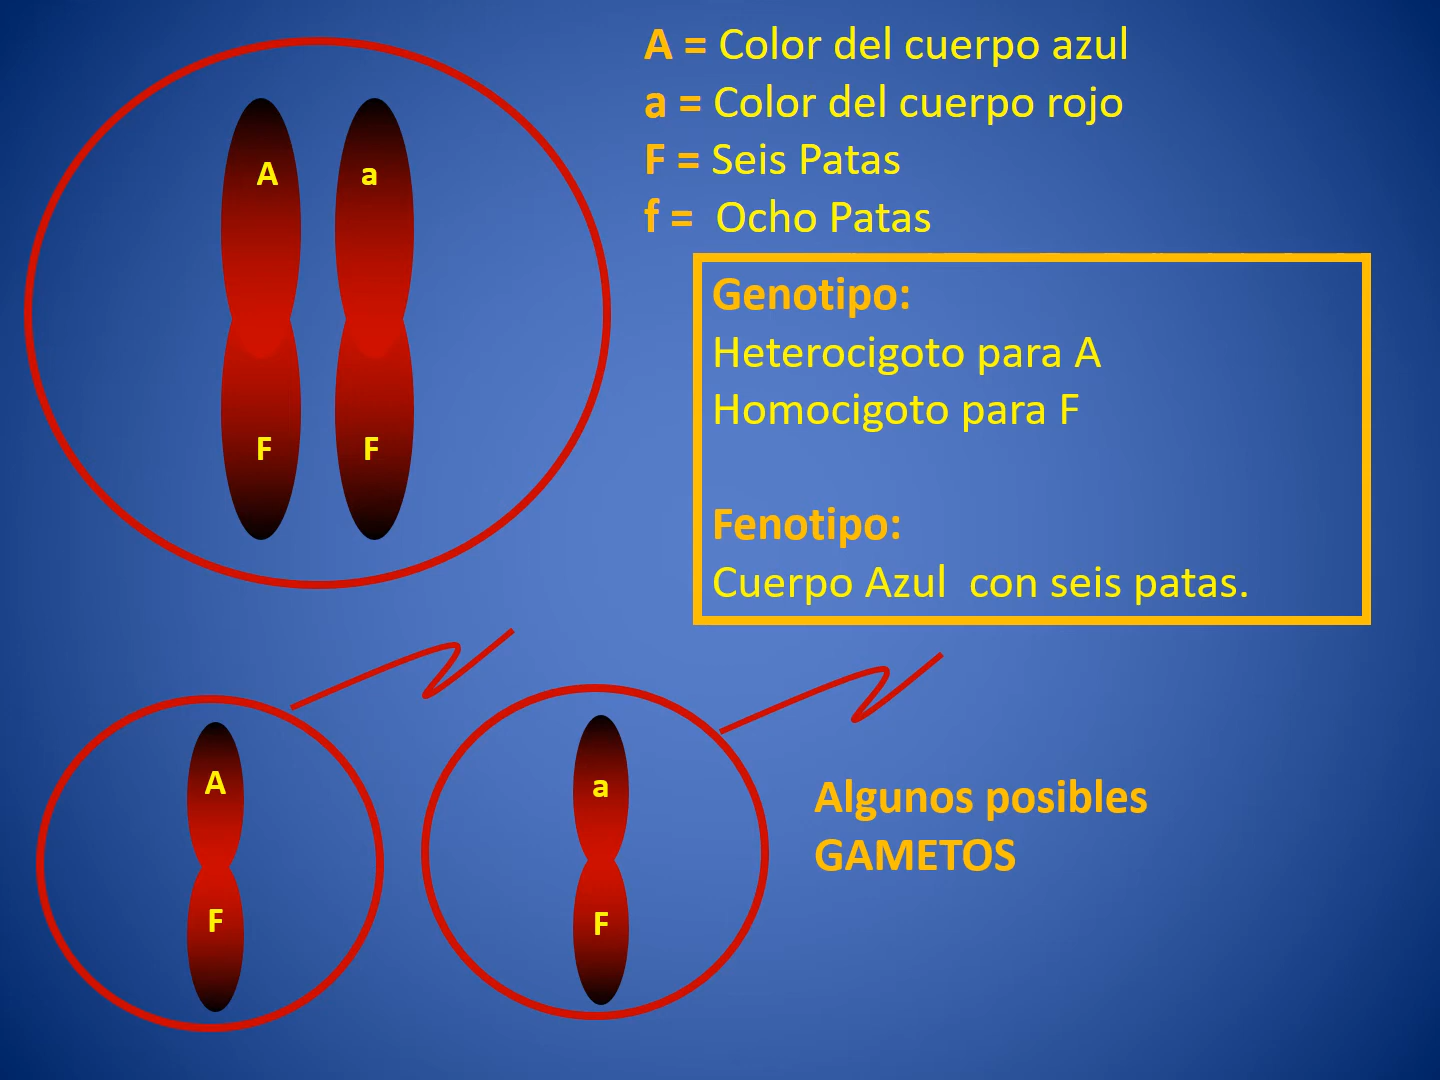 A = Color del cuerpo azul
a = Color del cuerpo rojo
F = Seis Patas
f = Ocho Patas
A
a
F
F
Genotipo:
Heterocigoto para A
Homocigoto para F
Fenotipo:
Cuerpo Azul con seis patas.
A
F
a
F
Algunos posibles
GAMETOS